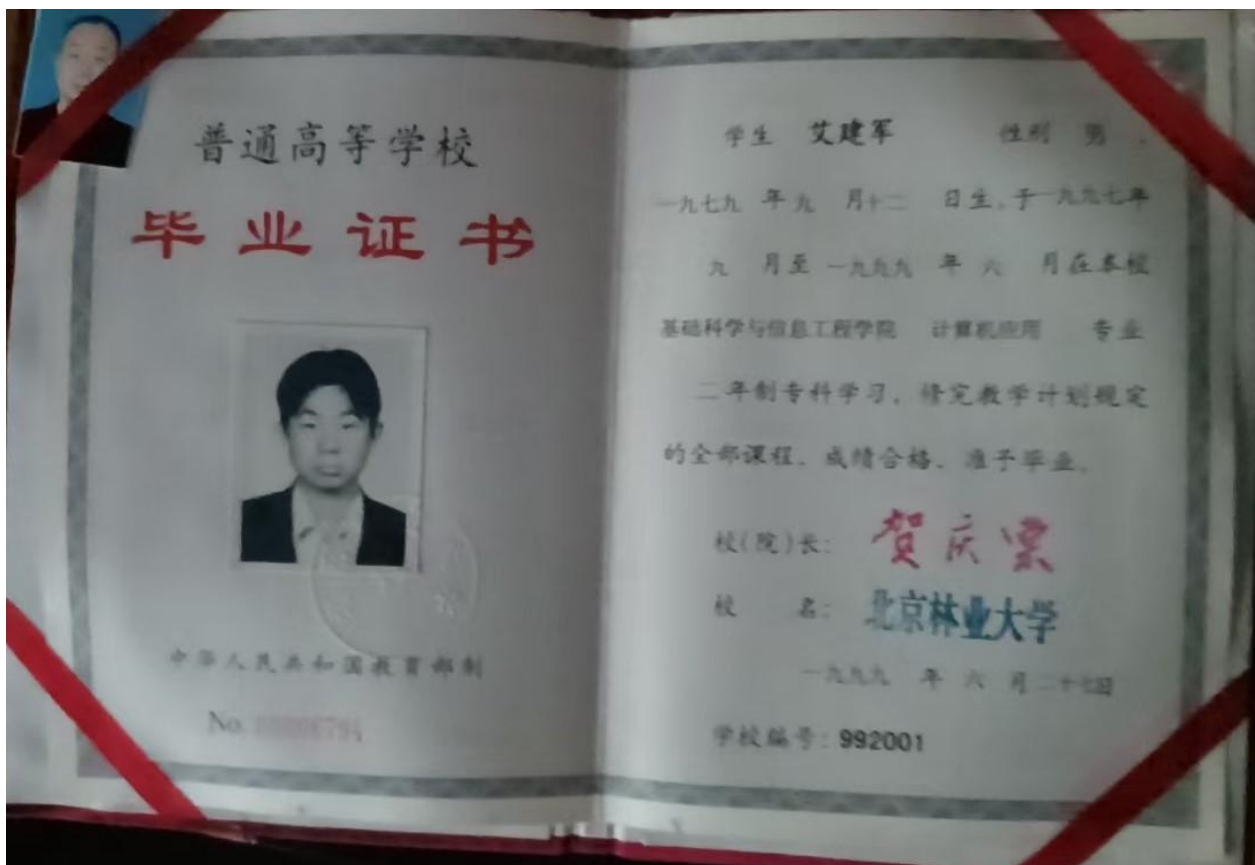 普通高等学校
毕业证书
中华人民共和国教育部制
No.
学生 艾建军 性别 男
一九七九 年 九 月十二 日生,于一九九七年
九 月至 一九九九 年 六 月在本校
基础科学与信息工程学院 计算机应用 专业
二年制专科学习,修完教学计划规定
的全部课程,成绩合格,准予毕业。
校(院)长:
校 名: 北京林业大学
一九九九 年 六 月二十七日
学校编号:992001